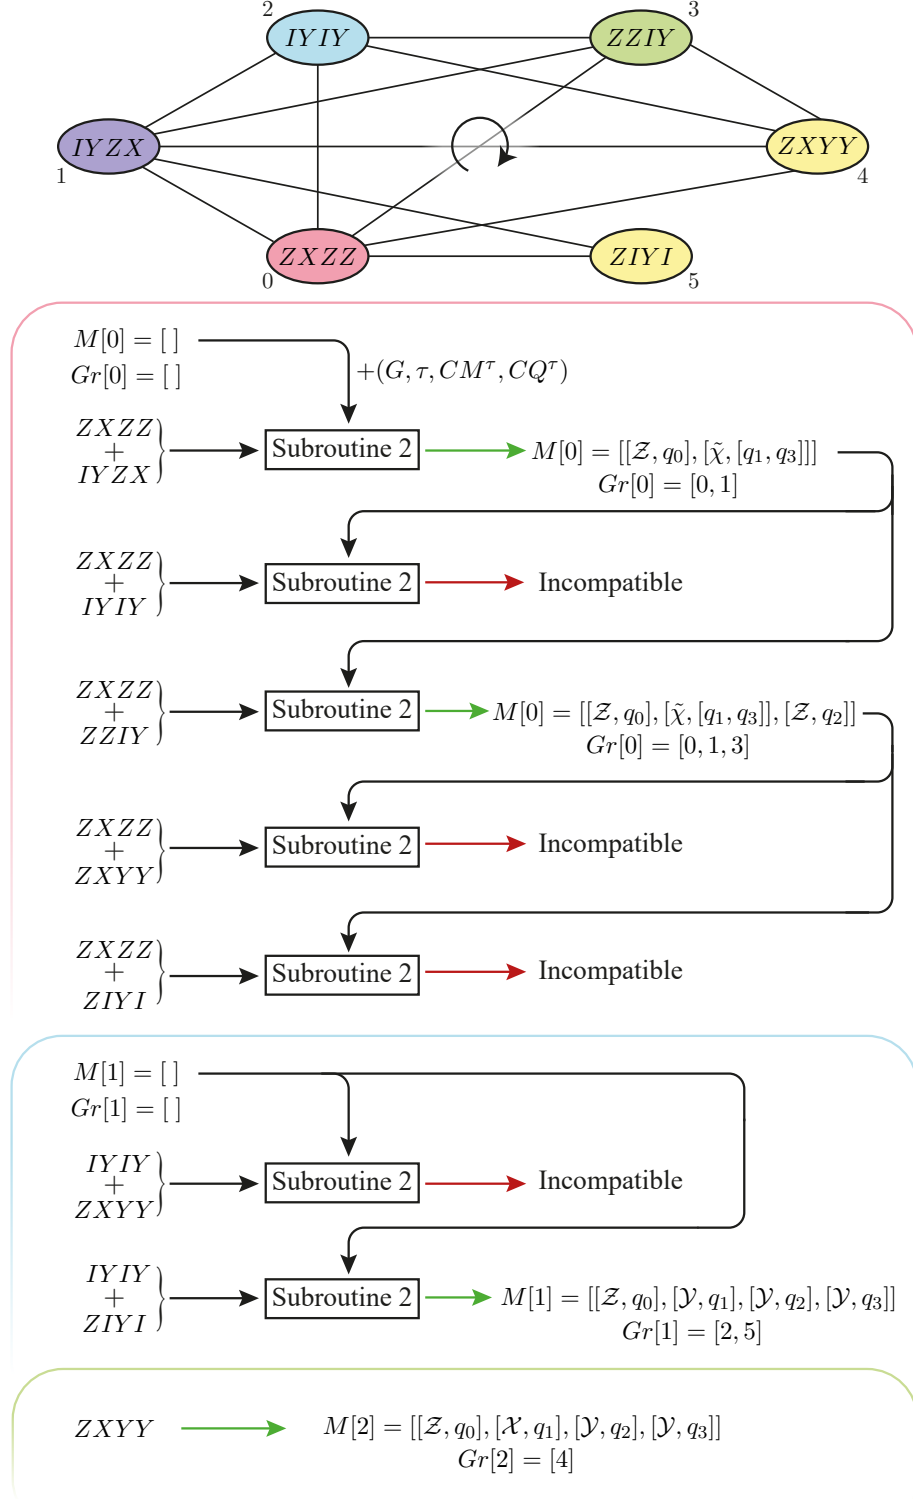 2
3
IYIY
ZZIY
IYZX
ZXYY
1
4
ZXZZ
ZIYI
0
5
M[0] = [ ]
Gr[0] = [ ]
+(G, τ, CM^τ, CQ^τ)
ZXZZ
+
IYZX
Subroutine 2
M[0] = [[𝒵, q₀], [χ̃, [q₁, q₃]]]
Gr[0] = [0, 1]
ZXZZ
+
IYIY
Subroutine 2
Incompatible
ZXZZ
+
ZZIY
Subroutine 2
M[0] = [[𝒵, q₀], [χ̃, [q₁, q₃]], [𝒵, q₂]]
Gr[0] = [0, 1, 3]
ZXZZ
+
ZXYY
Subroutine 2
Incompatible
ZXZZ
+
ZIYI
Subroutine 2
Incompatible
M[1] = [ ]
Gr[1] = [ ]
IYIY
+
ZXYY
Subroutine 2
Incompatible
IYIY
+
ZIYI
Subroutine 2
M[1] = [[𝒵, q₀], [𝒴, q₁], [𝒴, q₂], [𝒴, q₃]]
Gr[1] = [2, 5]
ZXYY
M[2] = [[𝒵, q₀], [𝒳, q₁], [𝒴, q₂], [𝒴, q₃]]
Gr[2] = [4]